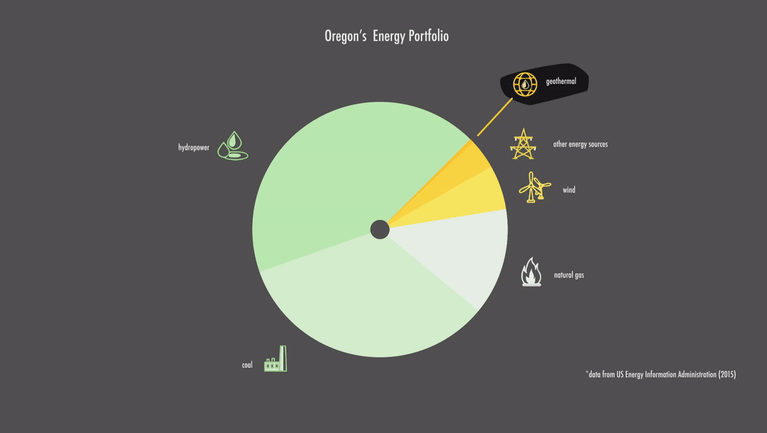 Oregon's Energy Portfolio
geothermal
hydropower
other energy sources
wind
natural gas
coal
*data from US Energy Information Administration (2015)